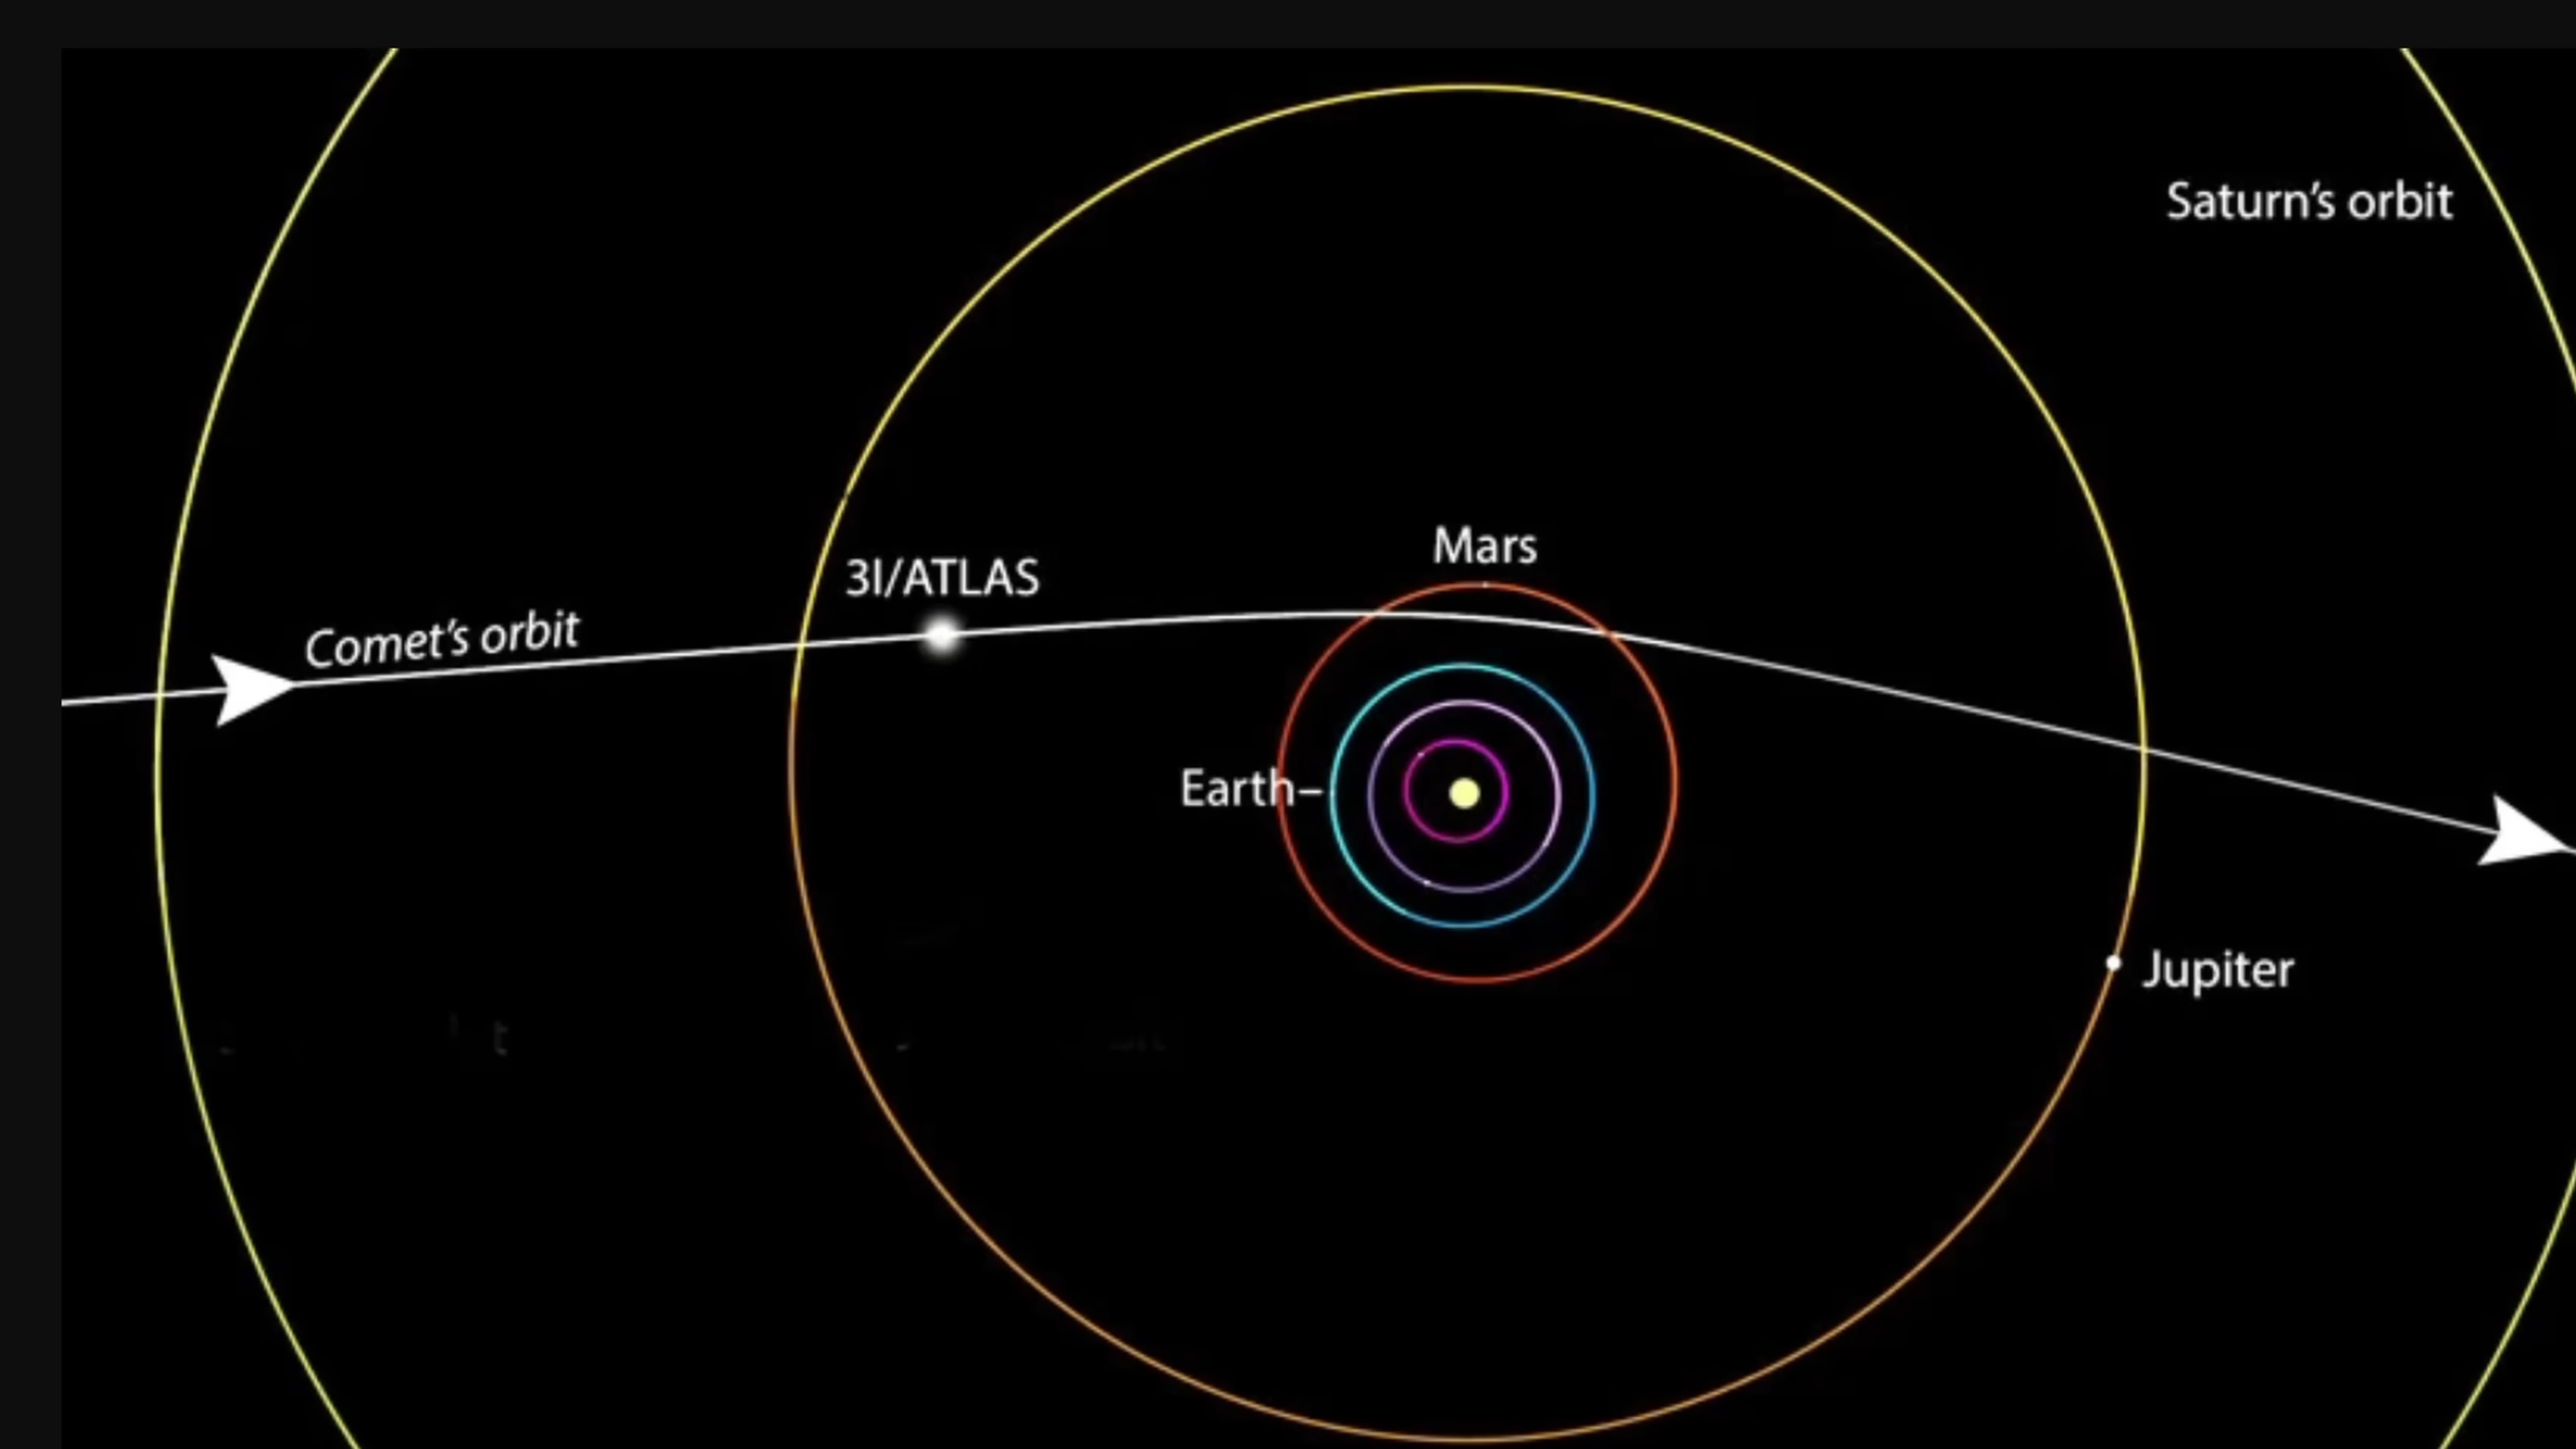 Saturn's orbit
Mars
3I/ATLAS
Comet's orbit
Earth–
Jupiter